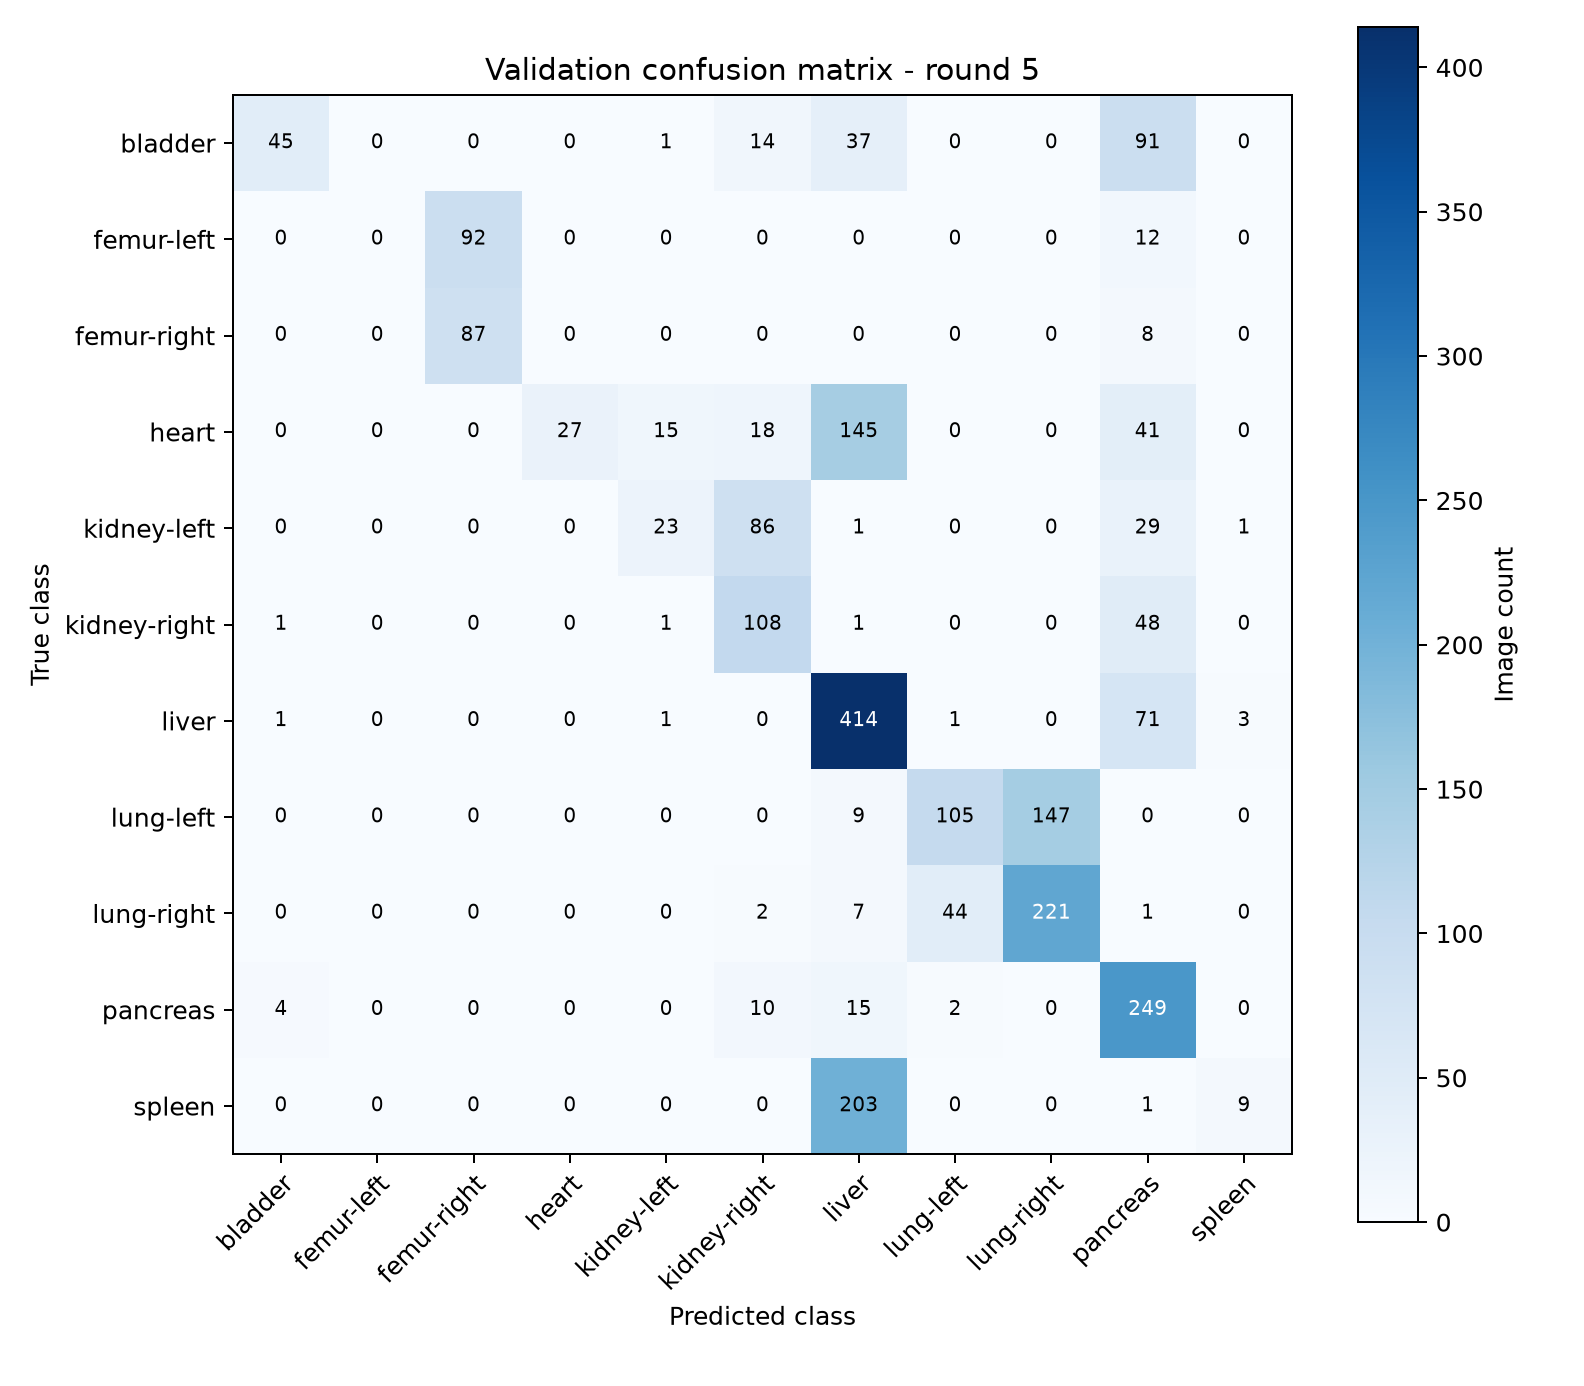 Validation confusion matrix - round 5
True class
bladder 45 0 0 0 1 14 37 0 0 91 0
femur-left 0 0 92 0 0 0 0 0 0 12 0
femur-right 0 0 87 0 0 0 0 0 0 8 0
heart 0 0 0 27 15 18 145 0 0 41 0
kidney-left 0 0 0 0 23 86 1 0 0 29 1
kidney-right 1 0 0 0 1 108 1 0 0 48 0
liver 1 0 0 0 1 0 414 1 0 71 3
lung-left 0 0 0 0 0 0 9 105 147 0 0
lung-right 0 0 0 0 0 2 7 44 221 1 0
pancreas 4 0 0 0 0 10 15 2 0 249 0
spleen 0 0 0 0 0 0 203 0 0 1 9
bladder femur-left femur-right heart kidney-left kidney-right liver lung-left lung-right pancreas spleen
Predicted class
400
350
300
250
200
150
100
50
0
Image count